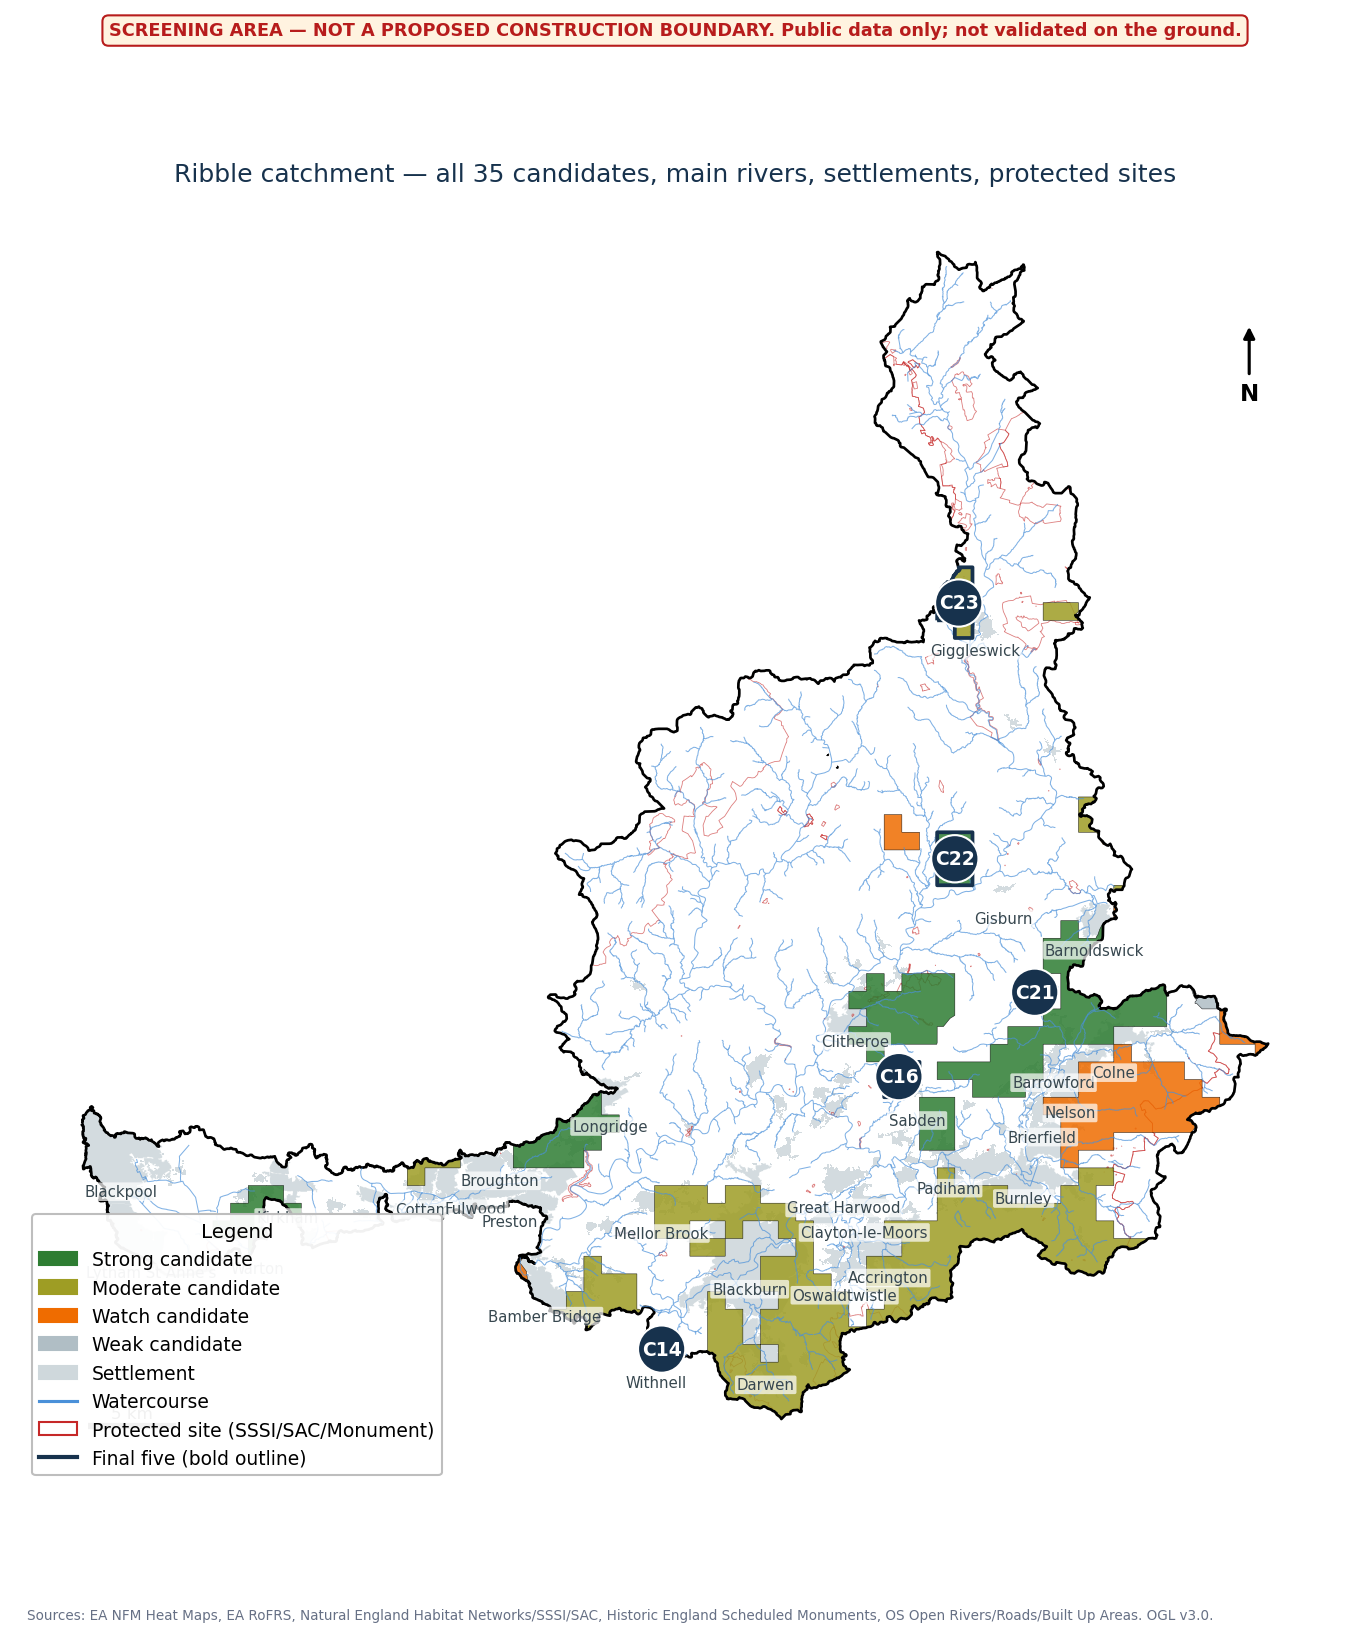 SCREENING AREA — NOT A PROPOSED CONSTRUCTION BOUNDARY. Public data only; not validated on the ground.
Ribble catchment — all 35 candidates, main rivers, settlements, protected sites
N
C23
Giggleswick
C22
Gisburn
Barnoldswick
C21
Clitheroe
C16
Colne
Barrowford
Nelson
Longridge
Sabden
Brierfield
Broughton
Blackpool
Padiham
Burnley
Cottam
Fulwood
Preston
Great Harwood
Mellor Brook
Clayton-le-Moors
Accrington
Blackburn
Oswaldtwistle
Bamber Bridge
C14
Withnell
Darwen
Legend
Strong candidate
Moderate candidate
Watch candidate
Weak candidate
Settlement
Watercourse
Protected site (SSSI/SAC/Monument)
Final five (bold outline)
Sources: EA NFM Heat Maps, EA RoFRS, Natural England Habitat Networks/SSSI/SAC, Historic England Scheduled Monuments, OS Open Rivers/Roads/Built Up Areas. OGL v3.0.